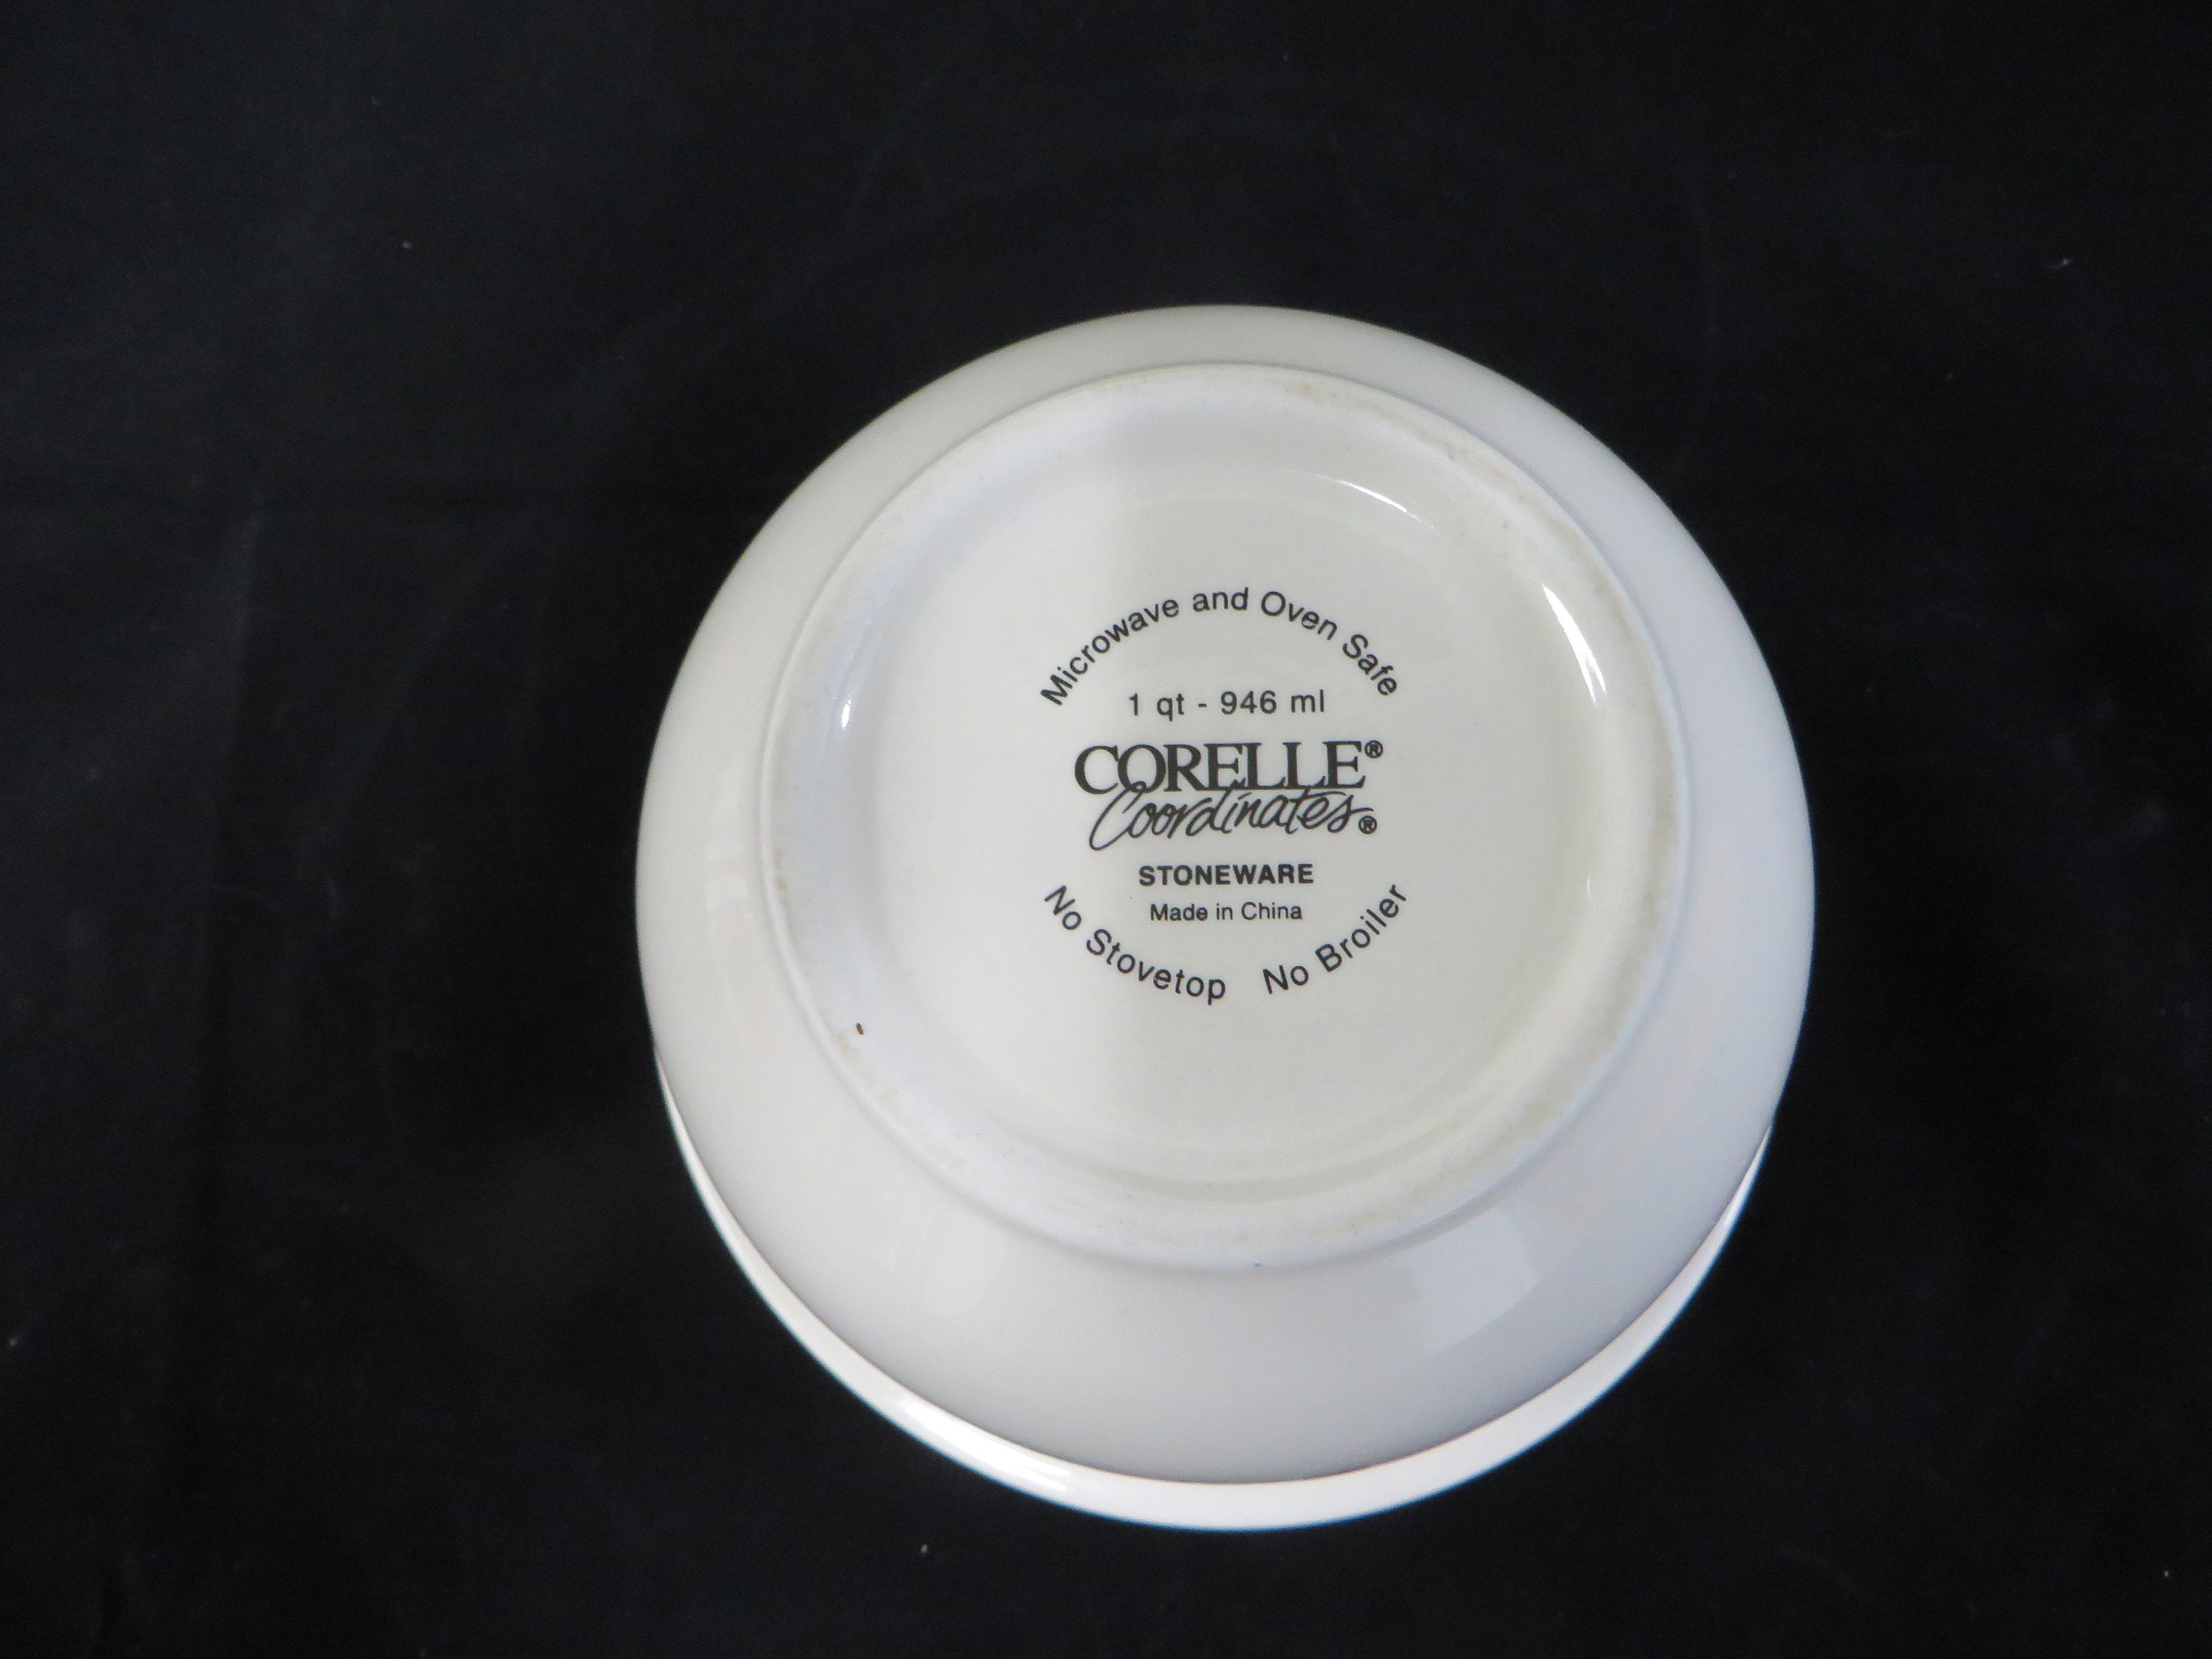 Microwave and Oven Safe
1 qt - 946 ml
CORELLE®
Coordinates®
STONEWARE
Made in China
No Stovetop No Broiler